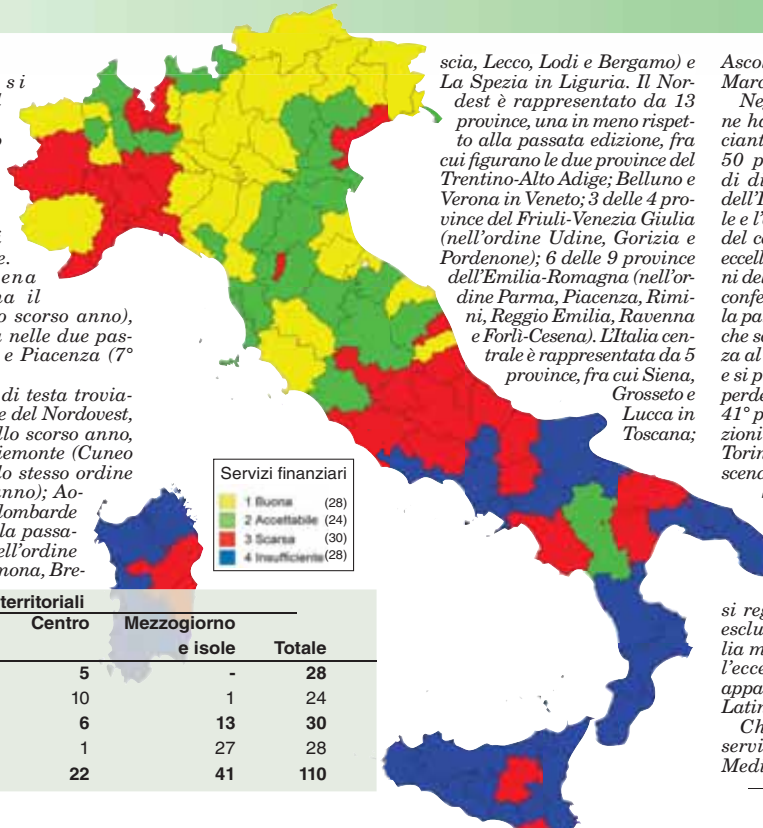 si
o
i
e.
ena
na il
o scorso anno),
a nelle due pas-
e Piacenza (7°
di testa trovia-
e del Nordovest,
llo scorso anno,
iemonte (Cuneo
lo stesso ordine
anno); Ao-
lombarde
la passa-
ell'ordine
mona, Bre-
scia, Lecco, Lodi e Bergamo) e
La Spezia in Liguria. Il Nor-
dest è rappresentato da 13
province, una in meno rispet-
to alla passata edizione, fra
cui figurano le due province del
Trentino-Alto Adige; Belluno e
Verona in Veneto; 3 delle 4 pro-
vince del Friuli-Venezia Giulia
(nell'ordine Udine, Gorizia e
Pordenone); 6 delle 9 province
dell'Emilia-Romagna (nell'or-
dine Parma, Piacenza, Rimi-
ni, Reggio Emilia, Ravenna
e Forlì-Cesena). L'Italia cen-
trale è rappresentata da 5
province, fra cui Siena,
Grosseto e
Lucca in
Toscana;
Asco
Marc
Ne
ne ha
ciant
50 p
di di
dell'I
le e l'
del c
eccell
ni del
confe
la pa
che s
za al
e si p
perde
41° p
zioni
Torin
scend
si reg
esclu
lia m
l'ecce
appa
Latin
Ch
servi
Medi
Servizi finanziari
1 Buona (28)
2 Accettabile (24)
3 Scarsa (30)
4 Insufficiente (28)
territoriali
Centro Mezzogiorno
e isole Totale
5 - 28
10 1 24
6 13 30
1 27 28
22 41 110